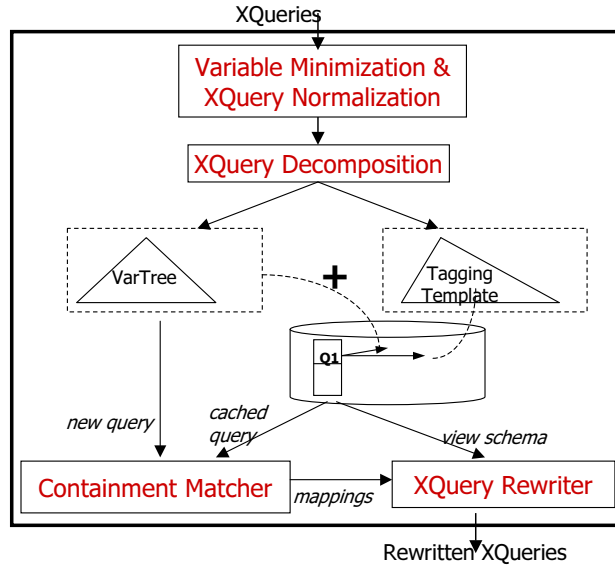 XQueries
Variable Minimization &
XQuery Normalization
XQuery Decomposition
VarTree
+
Tagging
Template
Q1
new query
cached
query
view schema
Containment Matcher
mappings
XQuery Rewriter
Rewritten XQueries